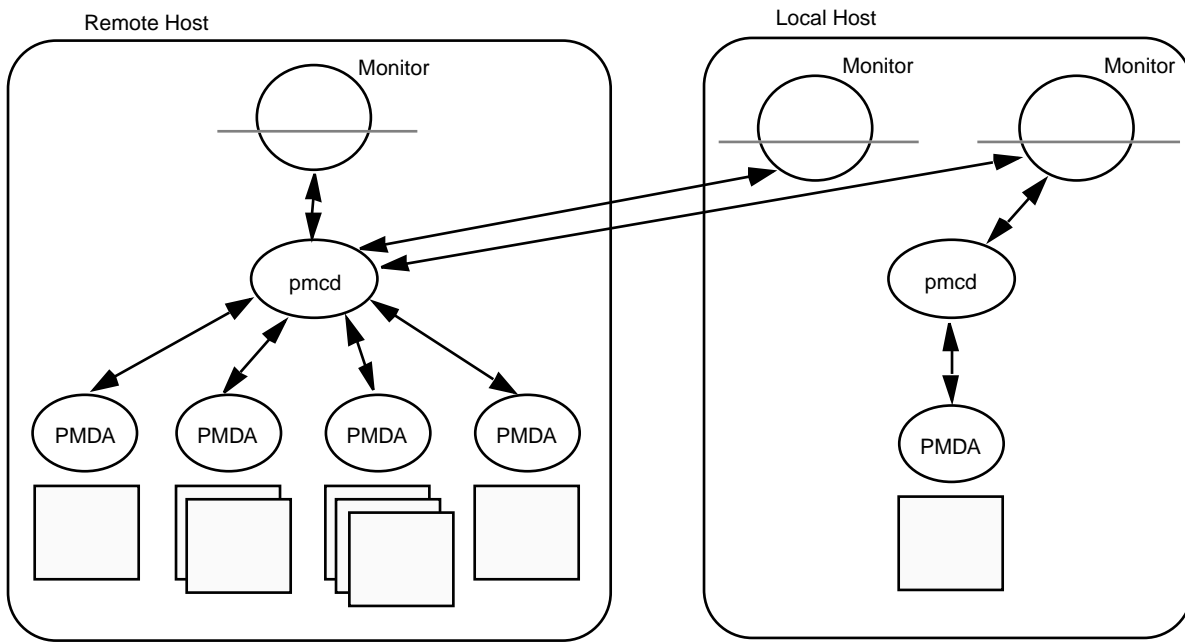 Remote Host
Local Host
Monitor
Monitor
Monitor
pmcd
pmcd
PMDA
PMDA
PMDA
PMDA
PMDA